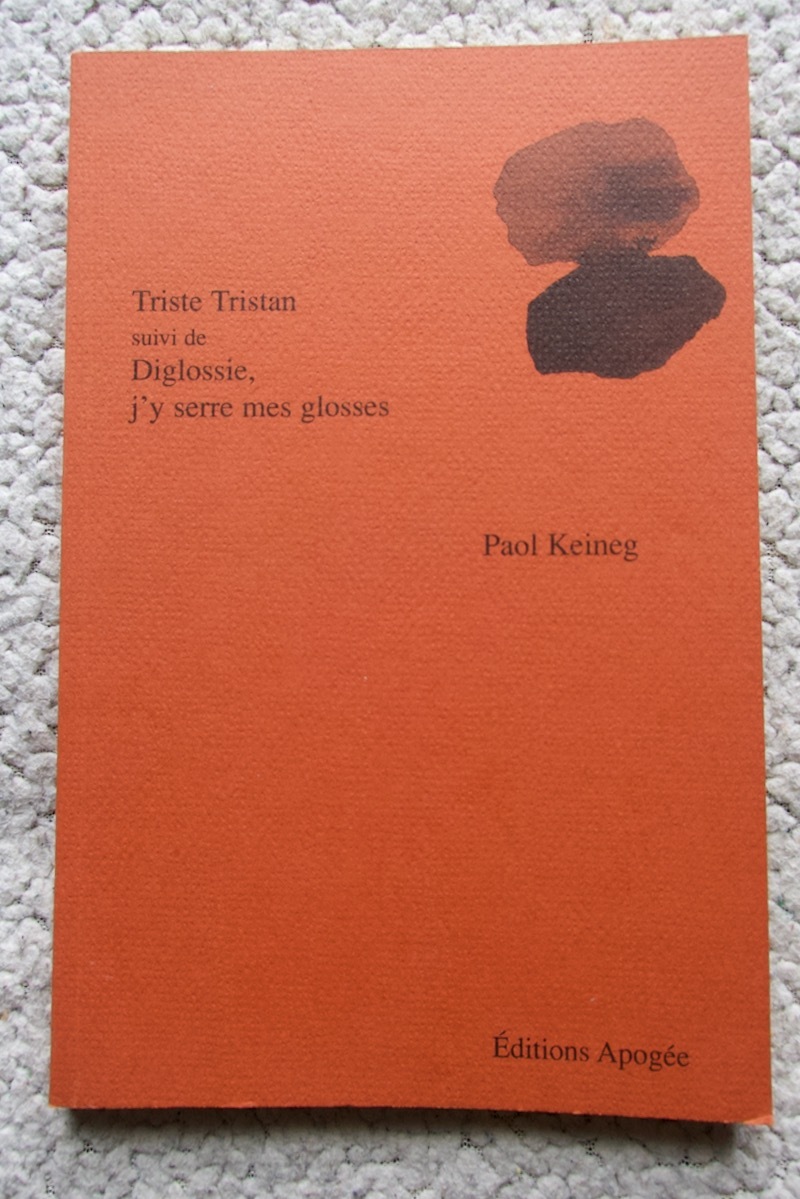 Triste Tristan
suivi de
Diglossie,
j'y serre mes glosses
Paol Keineg
Éditions Apogée